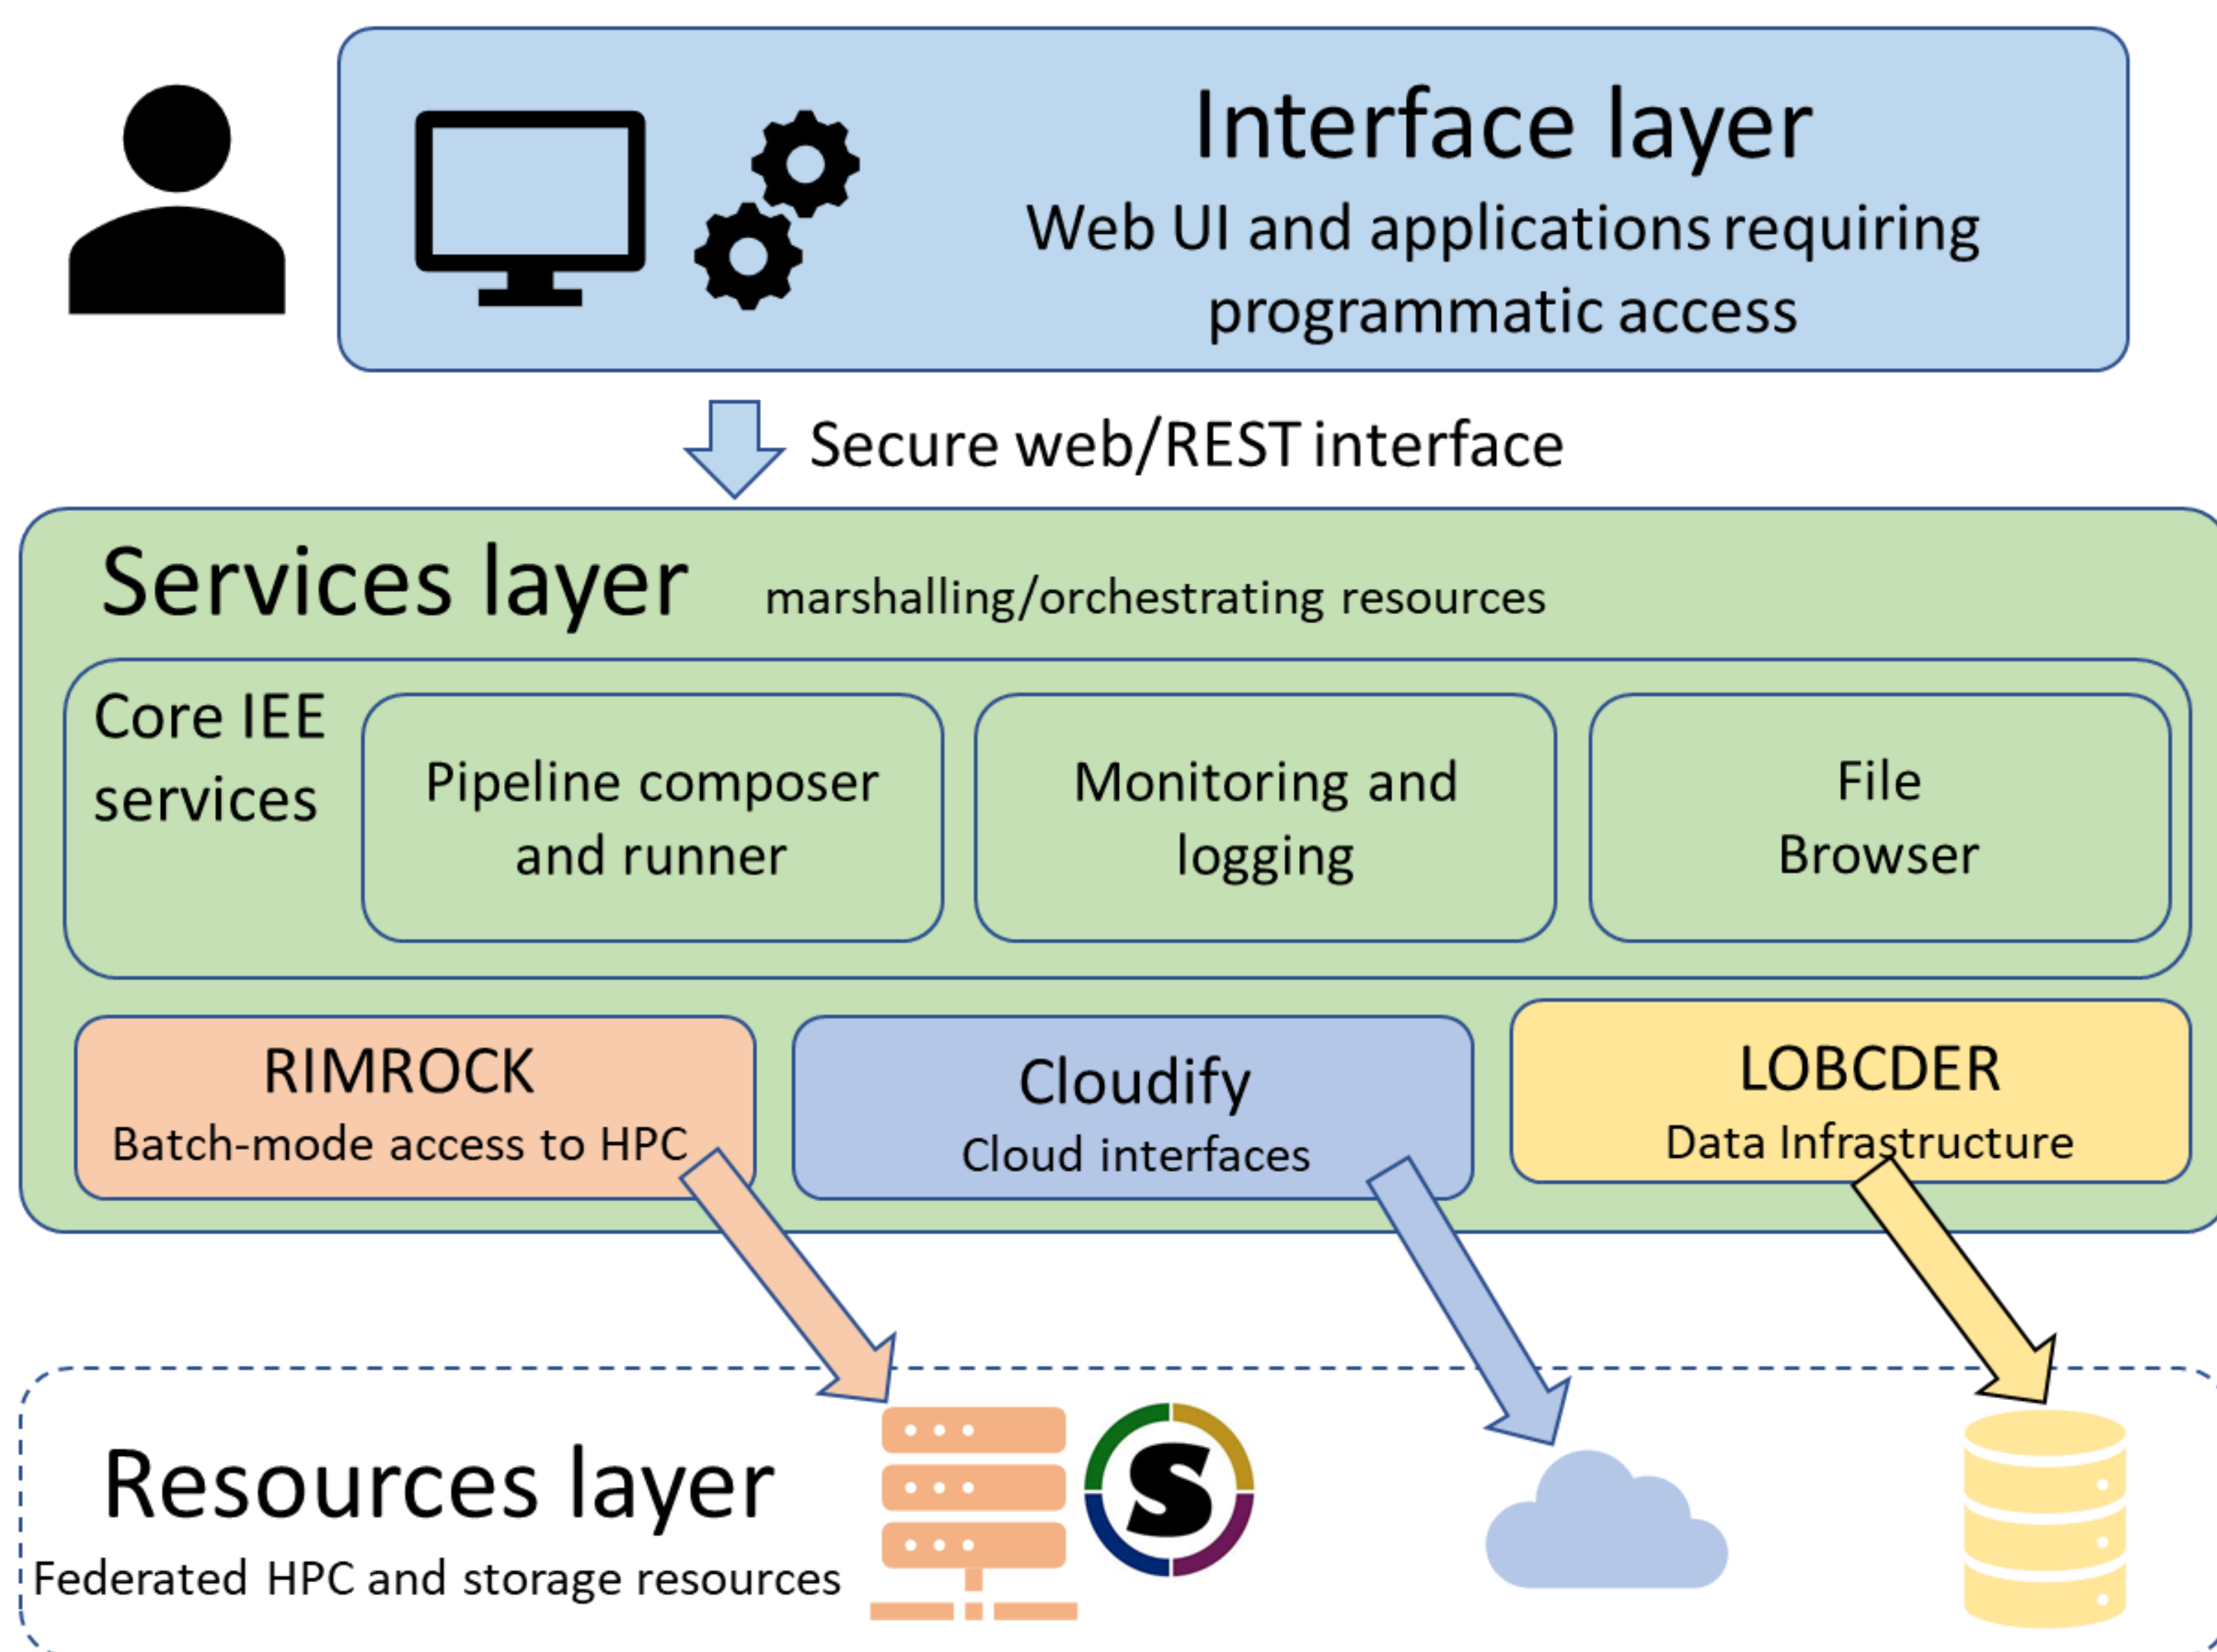 Interface layer
Web UI and applications requiring
programmatic access
Secure web/REST interface
Services layer
marshalling/orchestrating resources
Core IEE
services
Pipeline composer
and runner
Monitoring and
logging
File
Browser
RIMROCK
Batch-mode access to HPC
Cloudify
Cloud interfaces
LOBCDER
Data Infrastructure
Resources layer
Federated HPC and storage resources
S